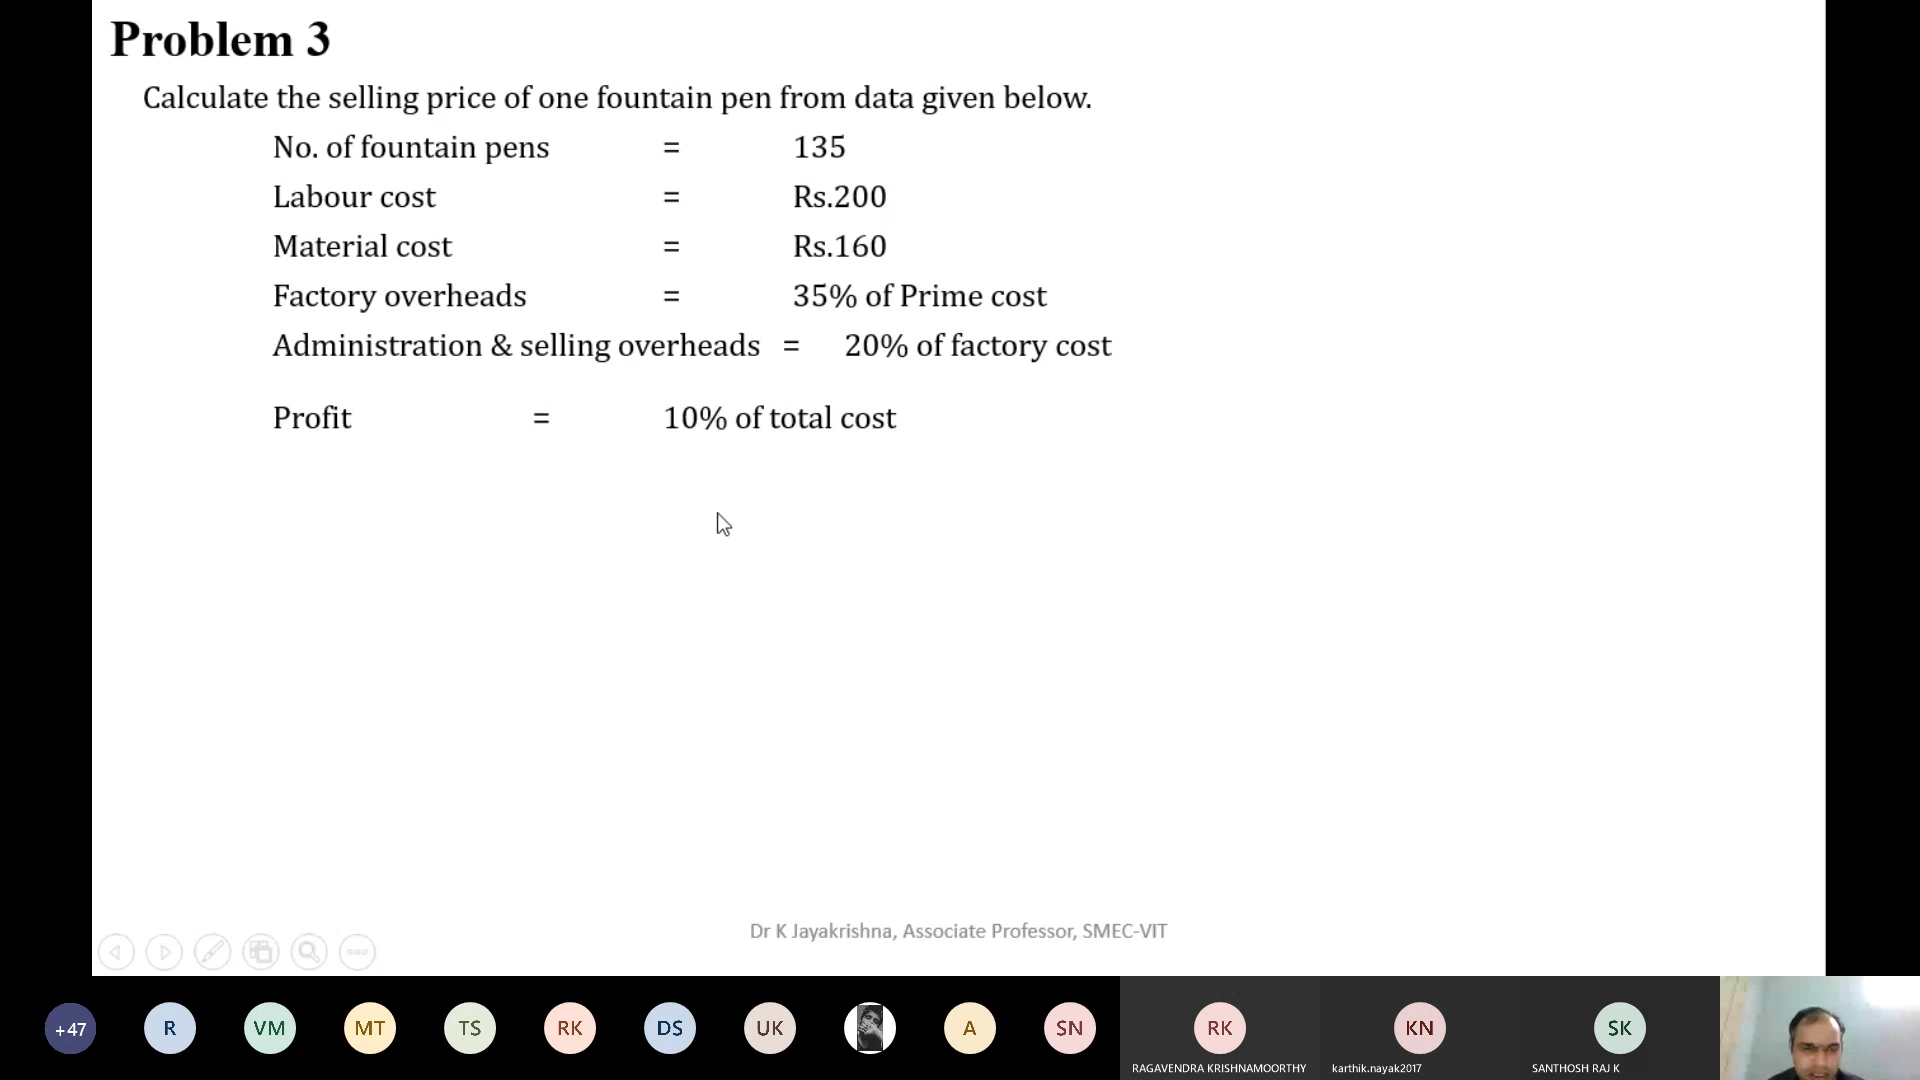 Problem 3
Calculate the selling price of one fountain pen from data given below.
No. of fountain pens = 135
Labour cost = Rs.200
Material cost = Rs.160
Factory overheads = 35% of Prime cost
Administration & selling overheads = 20% of factory cost
Profit = 10% of total cost
Dr K Jayakrishna, Associate Professor, SMEC-VIT
+47 R VM MT TS RK DS UK A SN RK KN SK
RAGAVENDRA KRISHNAMOORTHY karthik.nayak2017 SANTHOSH RAJ K